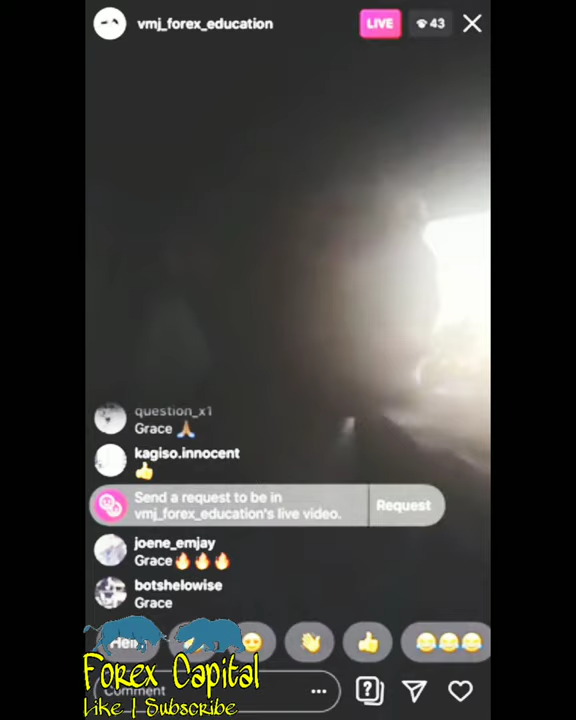 vmj_forex_education
LIVE
43
question_x1
Grace 🙏🏽
kagiso.innocent
👍
Send a request to be in
vmj_forex_education's live video.
Request
joene_emjay
Grace🔥🔥🔥
botshelowise
Grace
Forex Capital
Comment
Like | Subscribe